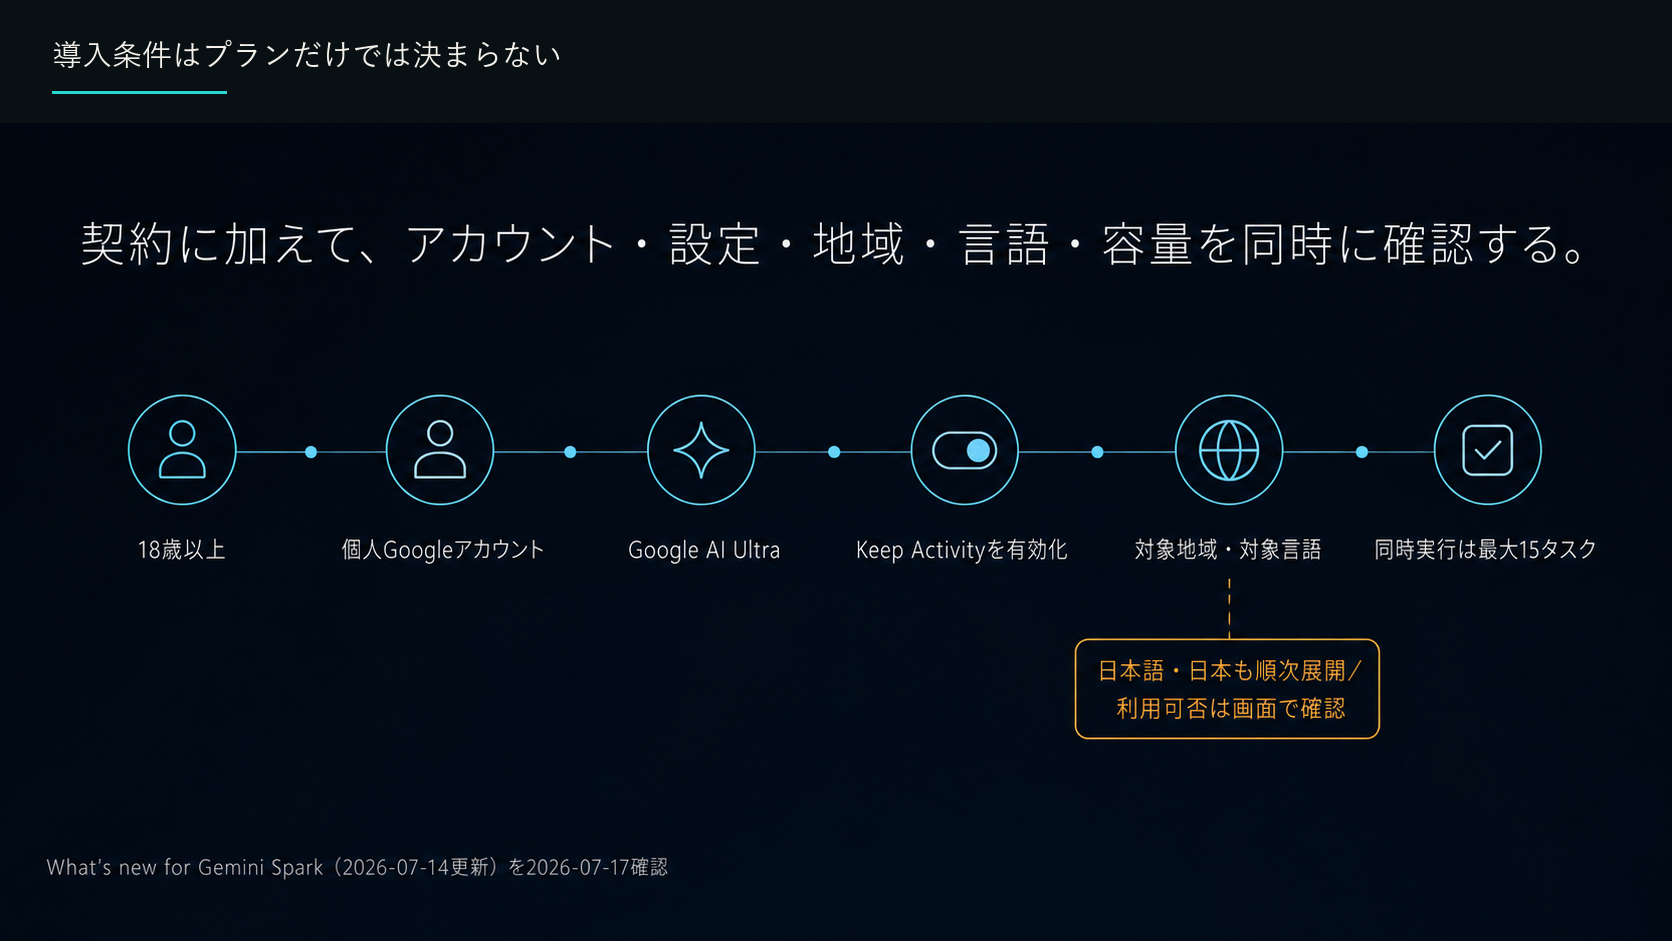 導入条件はプランだけでは決まらない
契約に加えて、アカウント・設定・地域・言語・容量を同時に確認する。
18歳以上
個人Googleアカウント
Google AI Ultra
Keep Activityを有効化
対象地域・対象言語
同時実行は最大15タスク
日本語・日本も順次展開/
利用可否は画面で確認
What's new for Gemini Spark（2026-07-14更新）を2026-07-17確認